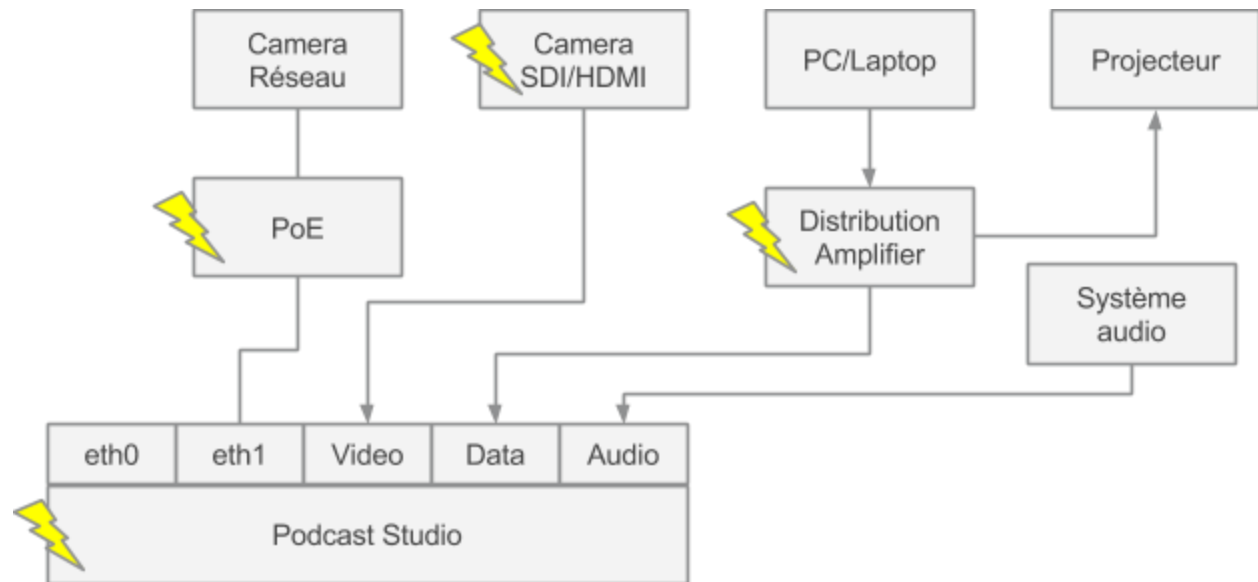 Camera
Réseau
Camera
SDI/HDMI
PC/Laptop
Projecteur
PoE
Distribution
Amplifier
Système
audio
eth0
eth1
Video
Data
Audio
Podcast Studio